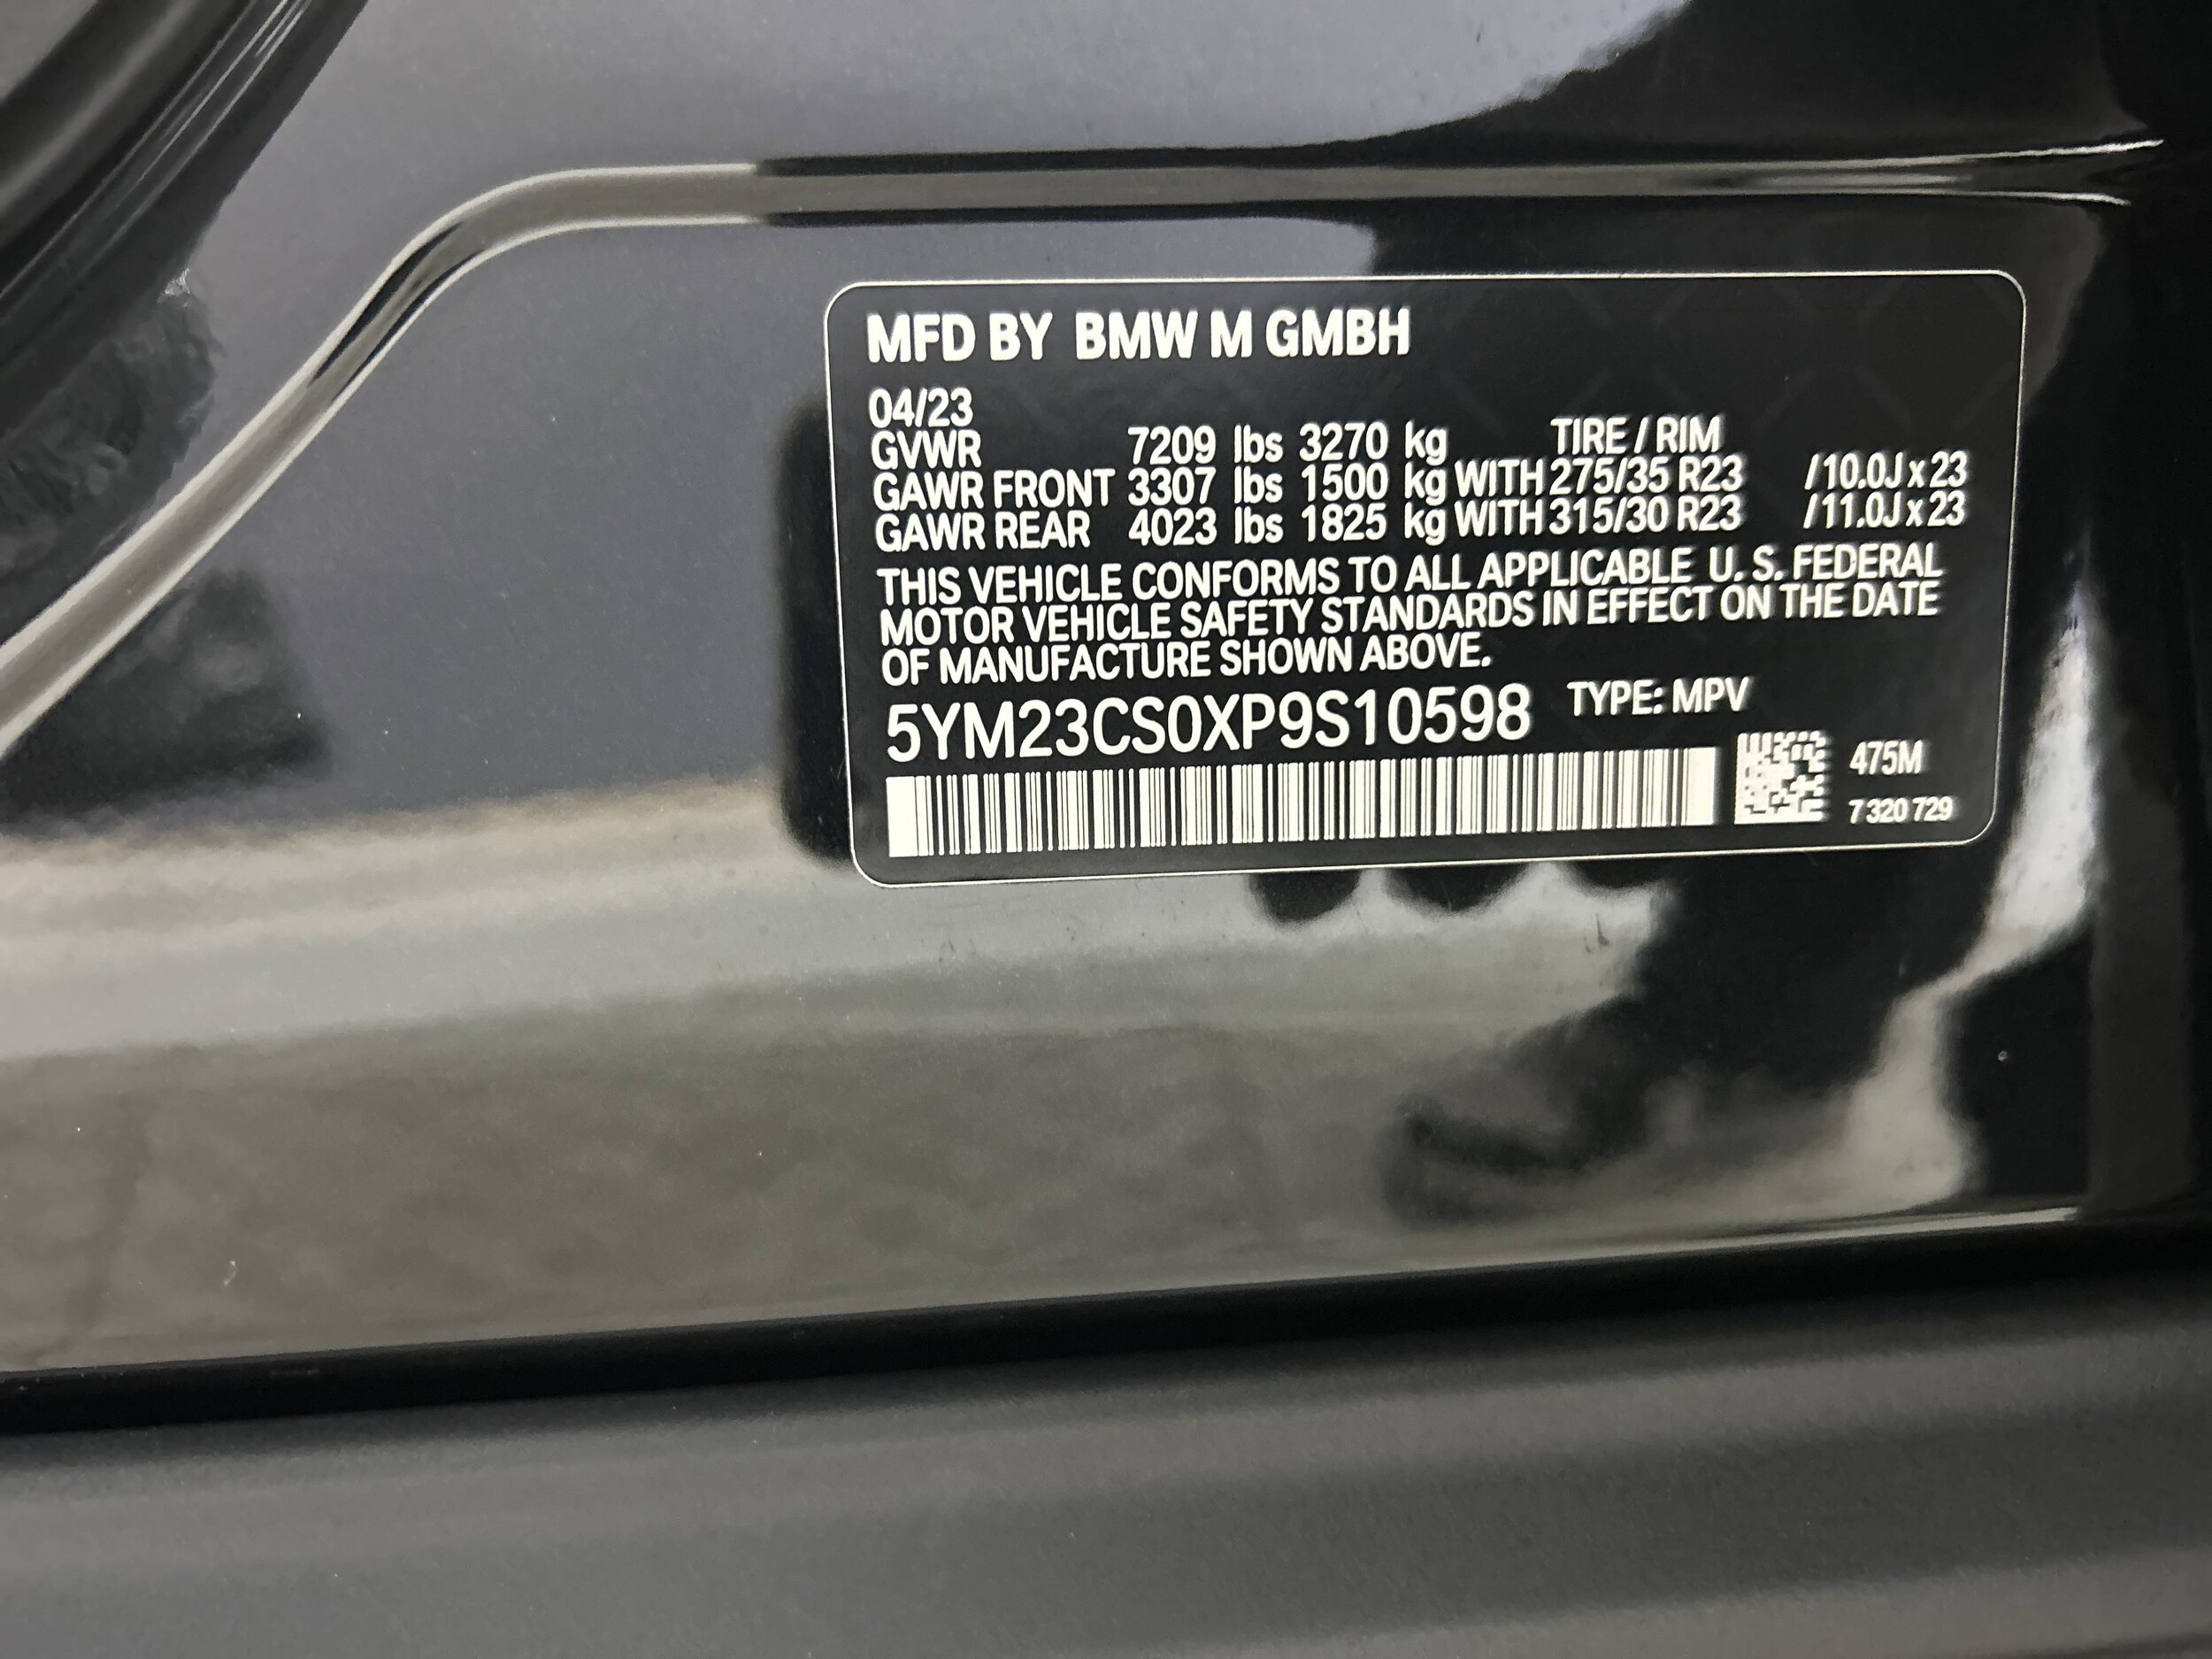 MFD BY BMW M GMBH
04/23
GVWR 7209 lbs 3270 kg TIRE / RIM
GAWR FRONT 3307 lbs 1500 kg WITH 275/35 R23 /10.0J x 23
GAWR REAR 4023 lbs 1825 kg WITH 315/30 R23 /11.0J x 23
THIS VEHICLE CONFORMS TO ALL APPLICABLE U. S. FEDERAL
MOTOR VEHICLE SAFETY STANDARDS IN EFFECT ON THE DATE
OF MANUFACTURE SHOWN ABOVE.
5YM23CS0XP9S10598 TYPE: MPV
475M
7 320 729